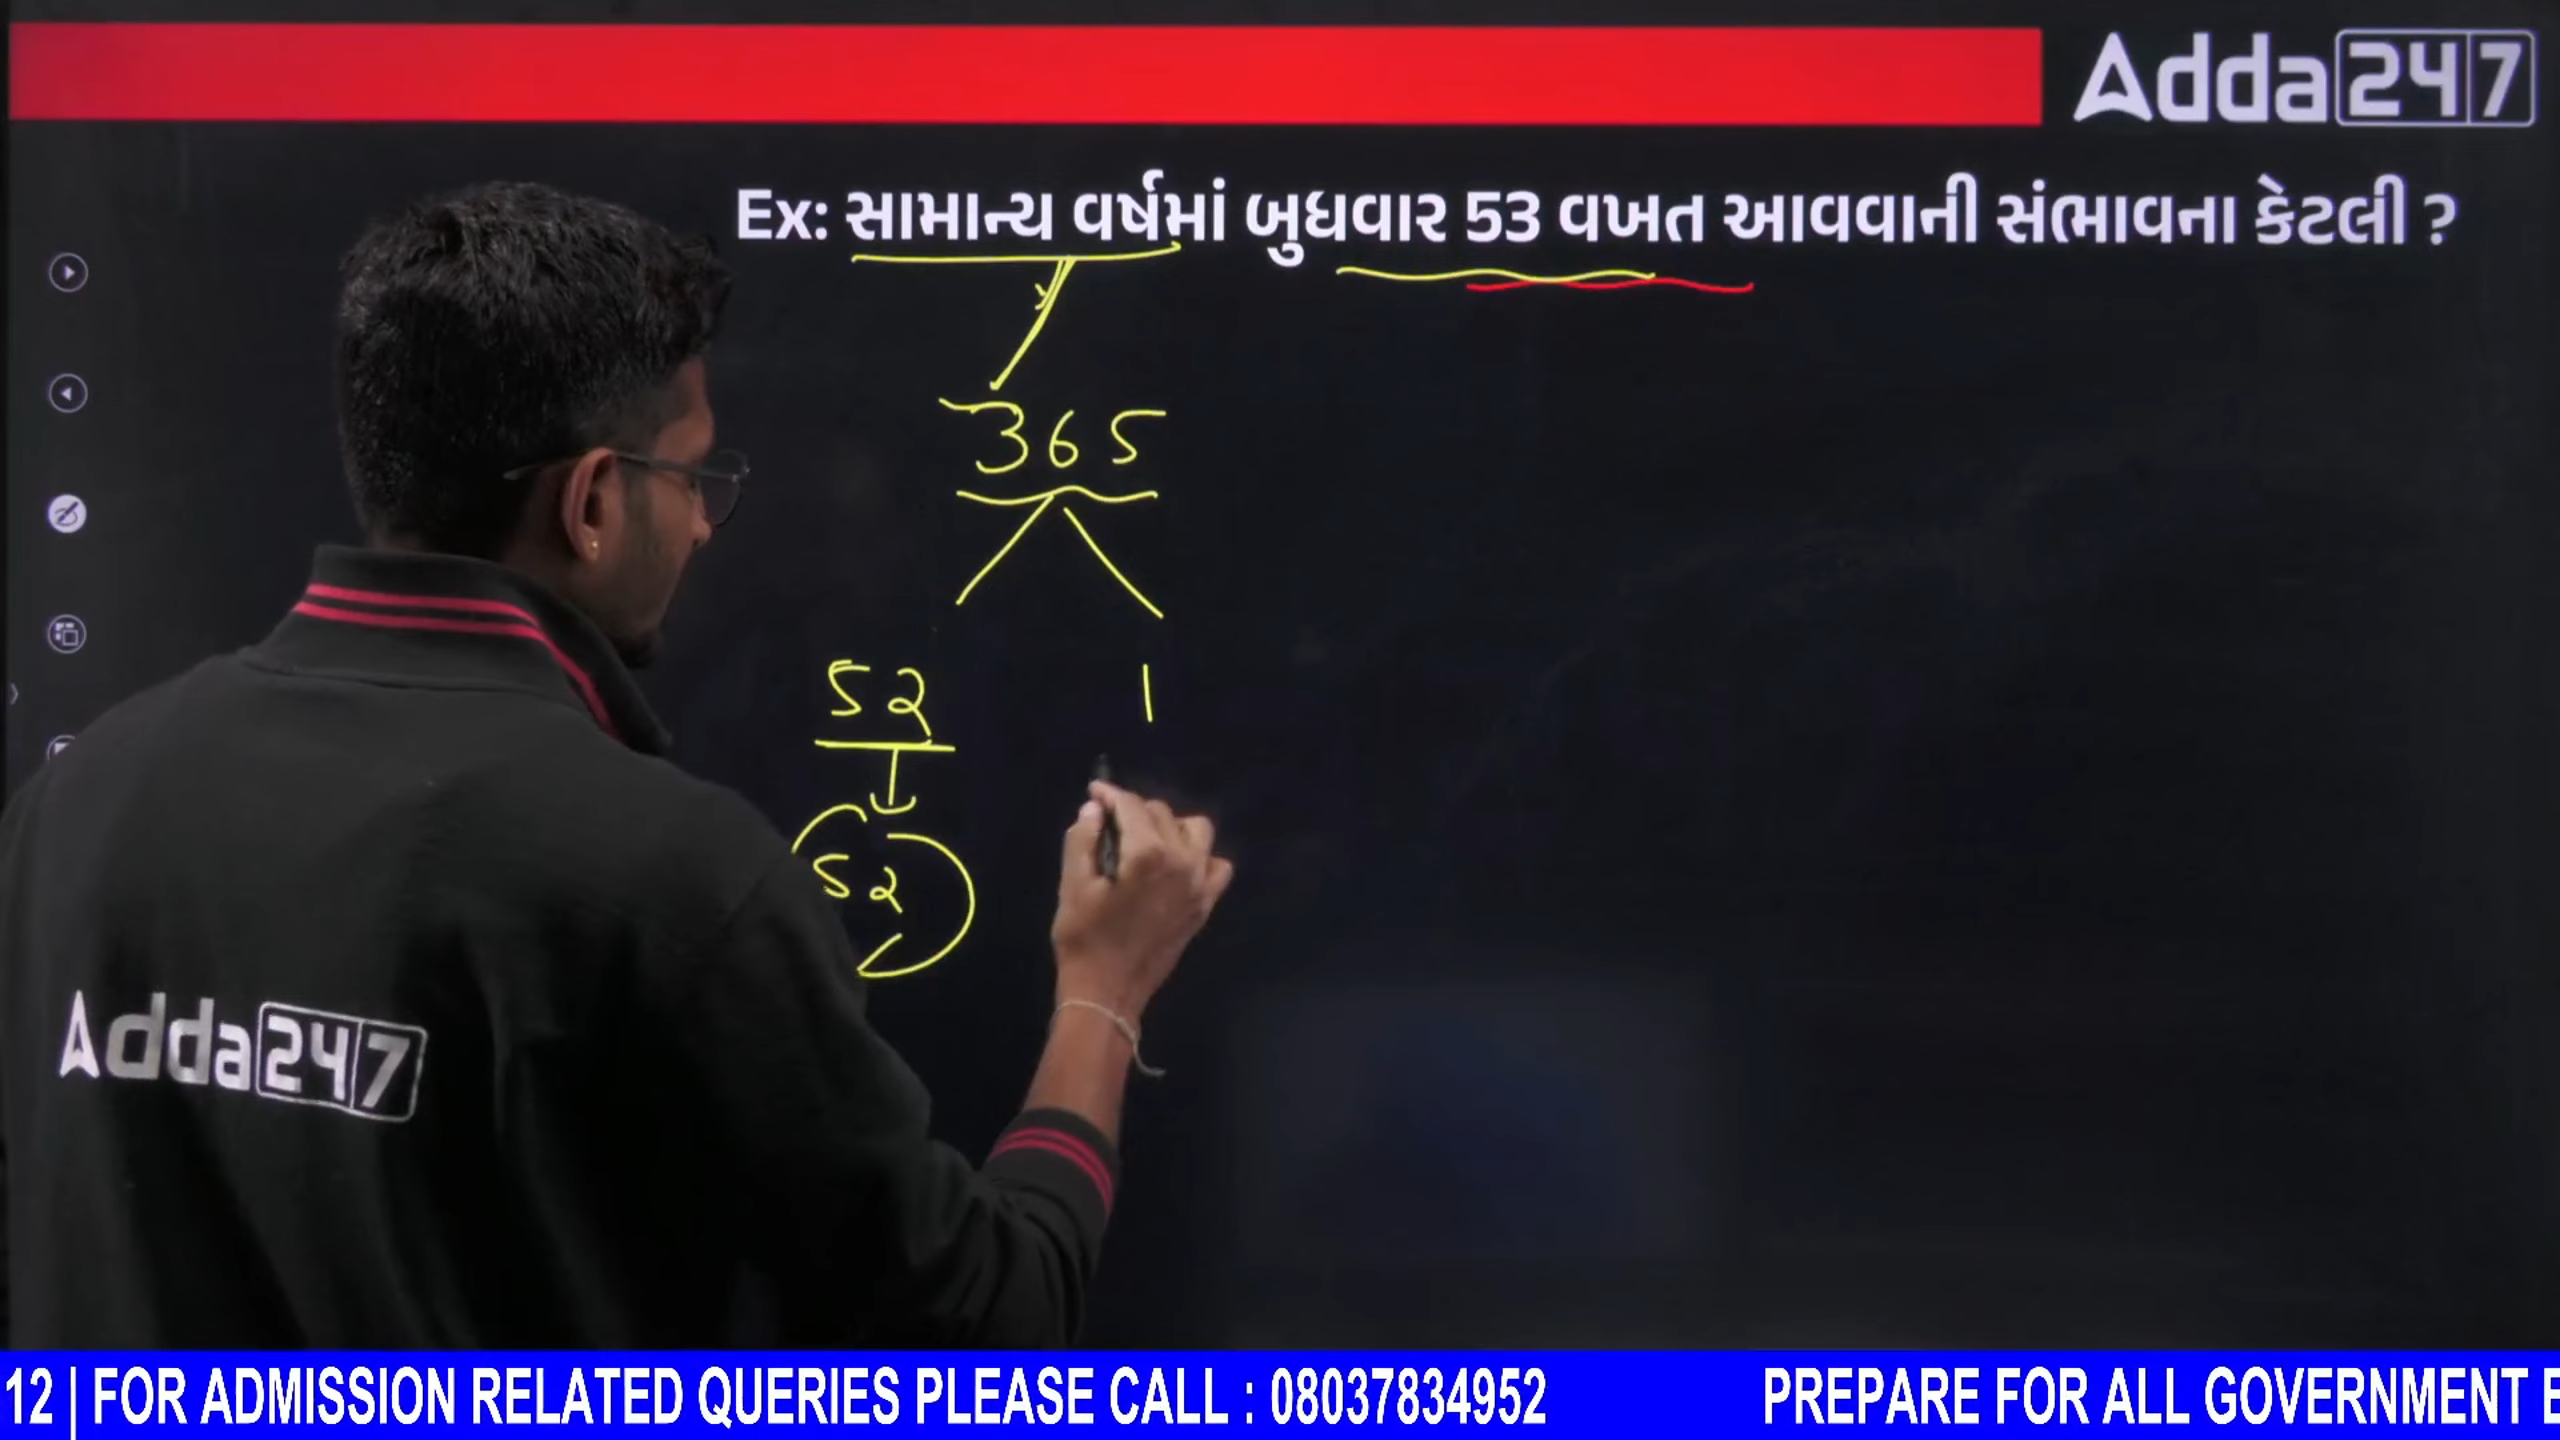 Adda247
Ex: સામાન્ય વર્ષમાં બુધવાર 53 વખત આવવાની સંભાવના કેટલી ?
365
52 1
52
Adda247
12 | FOR ADMISSION RELATED QUERIES PLEASE CALL : 08037834952 PREPARE FOR ALL GOVERNMENT E